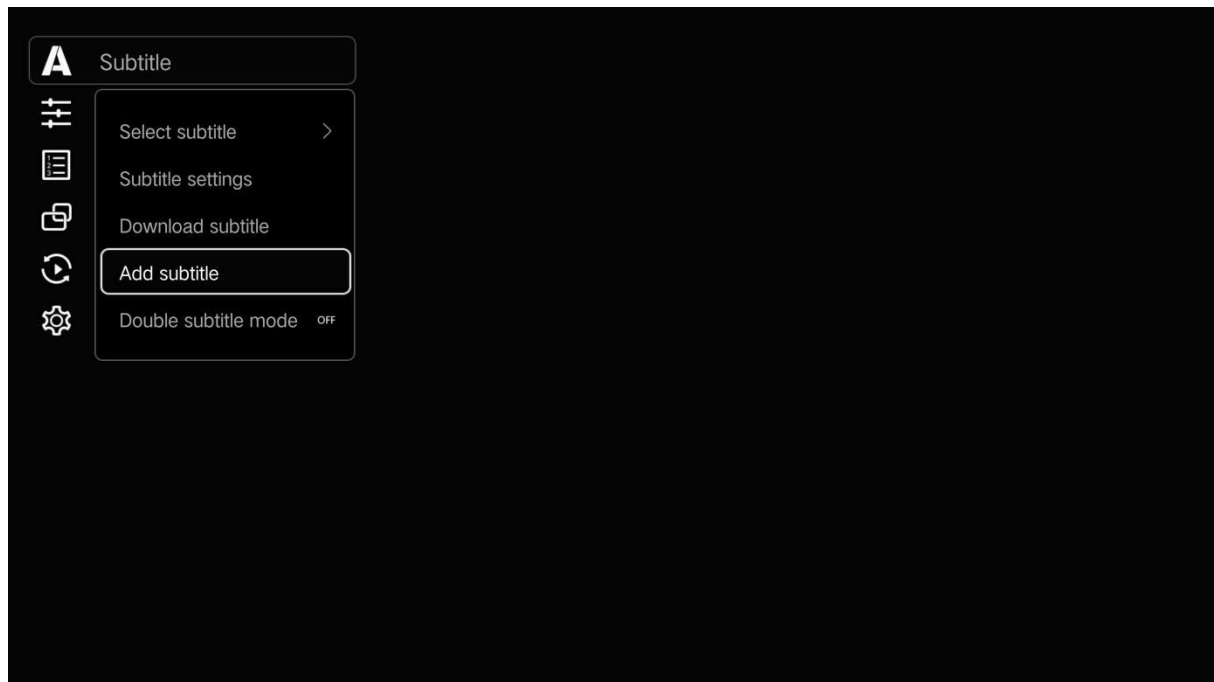 Subtitle
Select subtitle
Subtitle settings
Download subtitle
Add subtitle
Double subtitle mode OFF